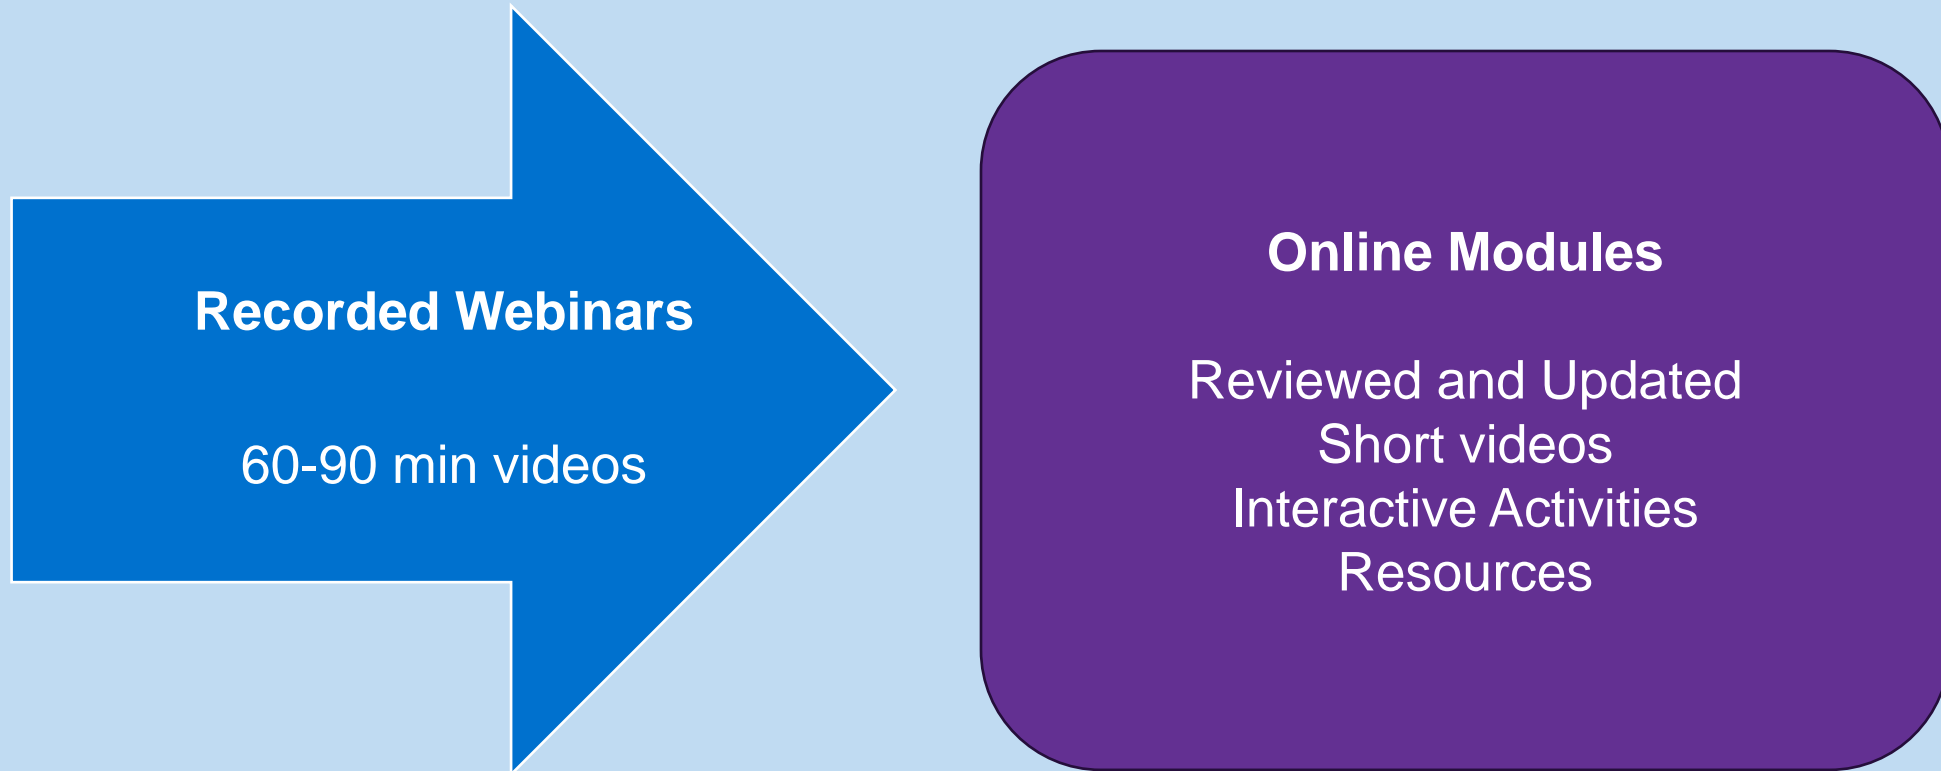 Recorded Webinars
60-90 min videos
Online Modules
Reviewed and Updated
Short videos
Interactive Activities
Resources